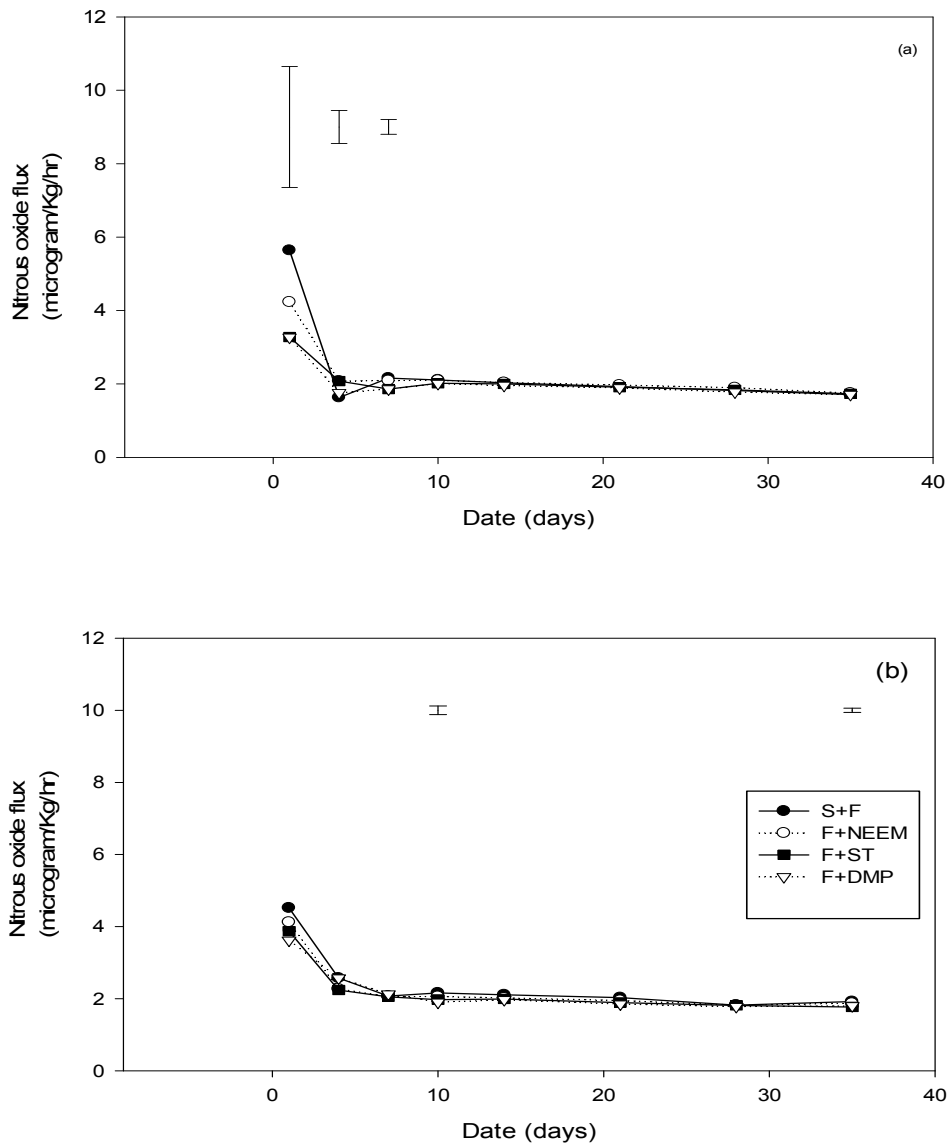 12
10
8
6
4
2
0
Nitrous oxide flux
(microgram/Kg/hr)
(a)
0 10 20 30 40
Date (days)
12
10
8
6
4
2
0
Nitrous oxide flux
(microgram/Kg/hr)
(b)
S+F
F+NEEM
F+ST
F+DMP
0 10 20 30 40
Date (days)